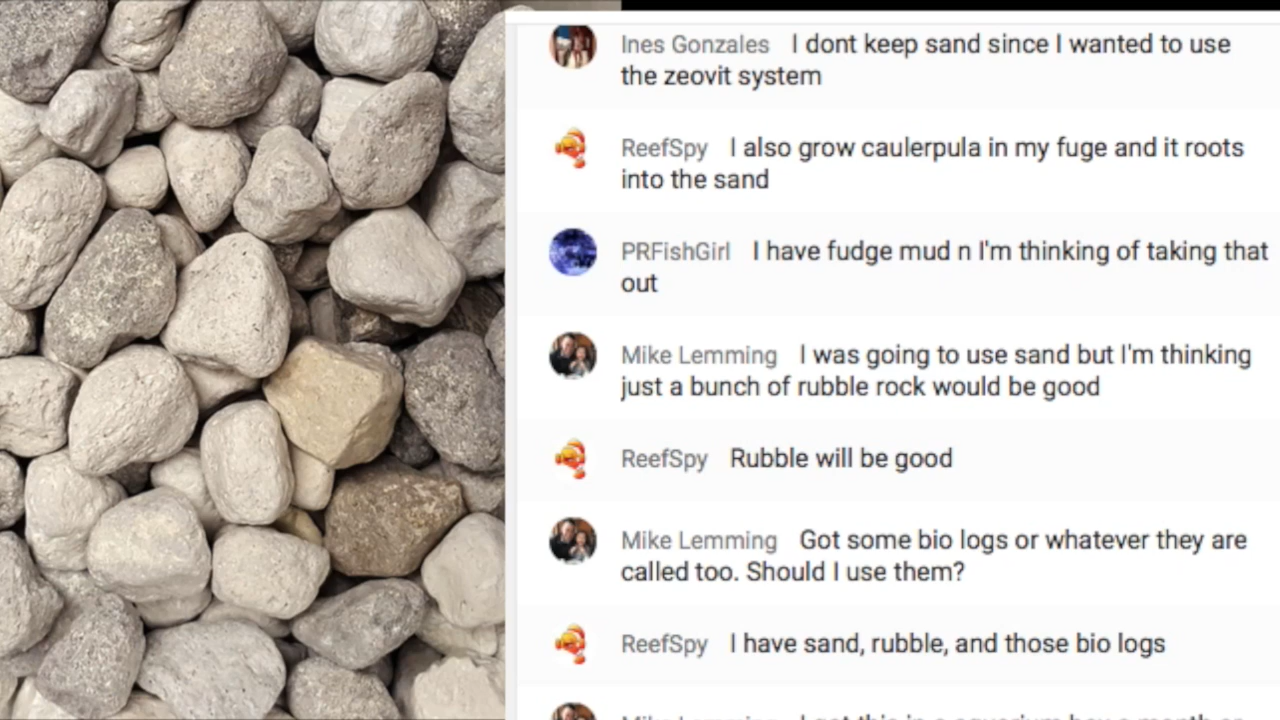 Ines Gonzales I dont keep sand since I wanted to use
the zeovit system
ReefSpy I also grow caulerpula in my fuge and it roots
into the sand
PRFishGirl I have fudge mud n I'm thinking of taking that
out
Mike Lemming I was going to use sand but I'm thinking
just a bunch of rubble rock would be good
ReefSpy Rubble will be good
Mike Lemming Got some bio logs or whatever they are
called too. Should I use them?
ReefSpy I have sand, rubble, and those bio logs